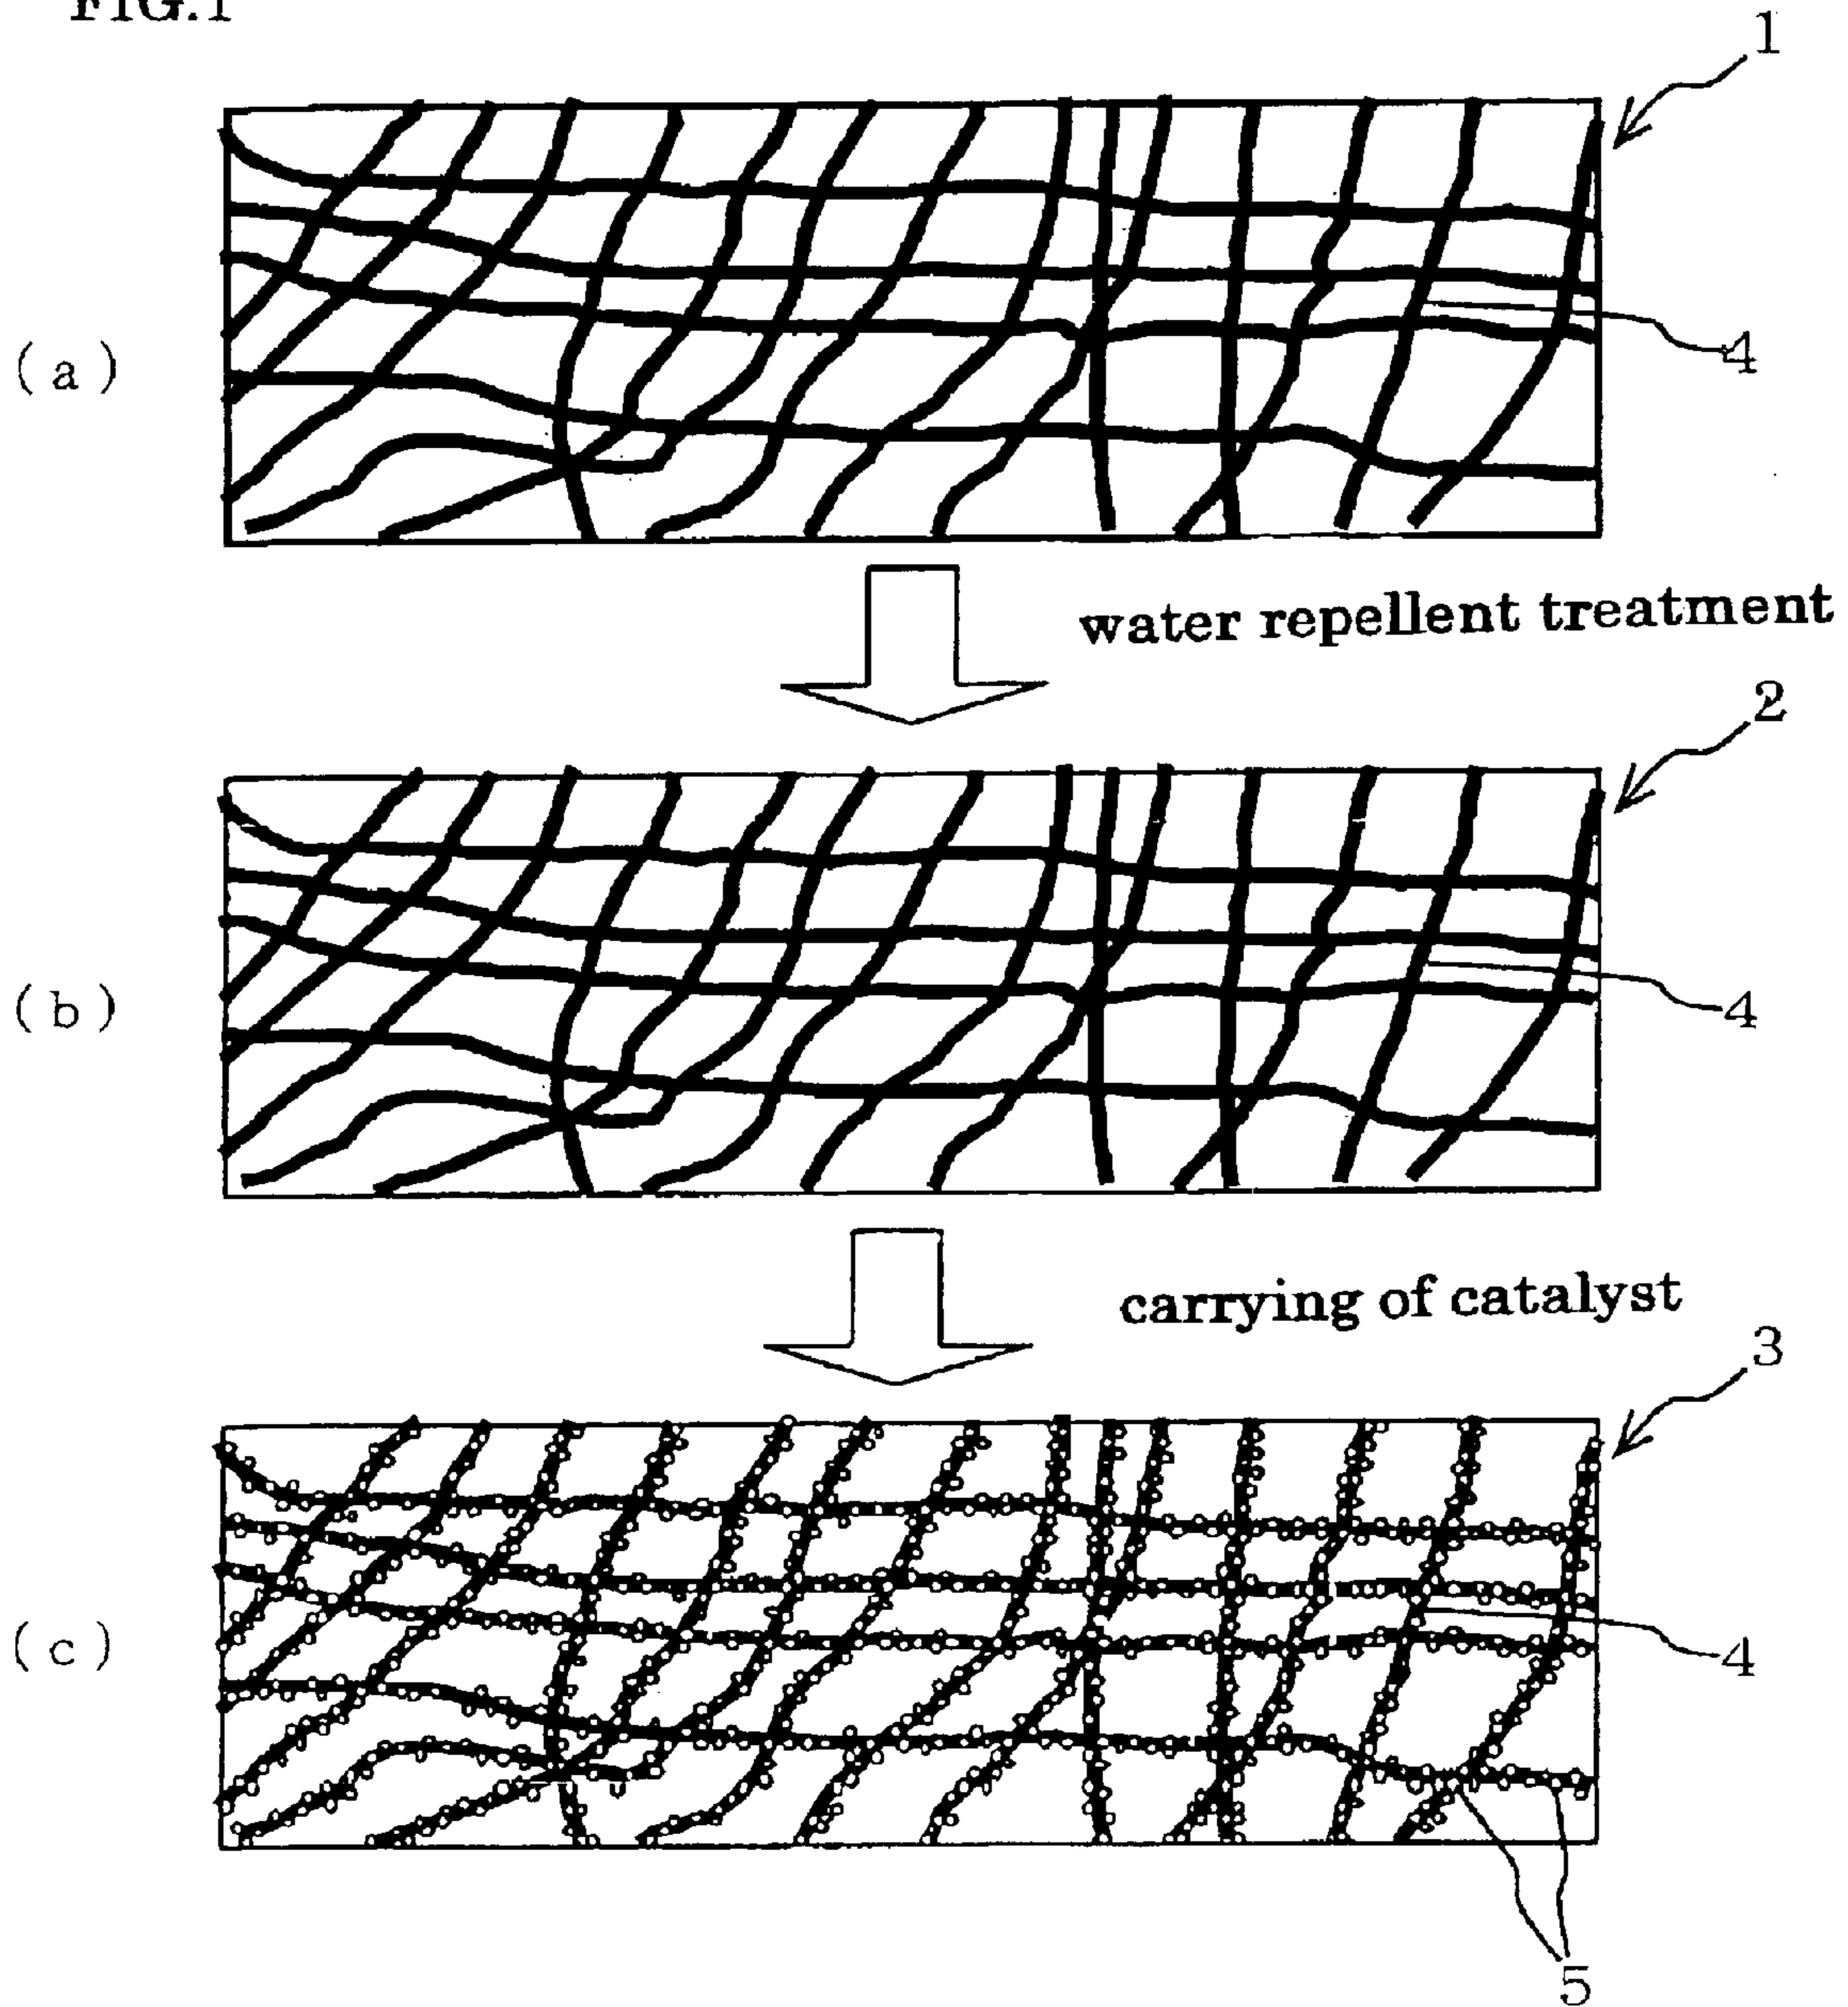 FIG.1
1
(a)
4
water repellent treatment
2
(b)
4
carrying of catalyst
3
(c)
4
5